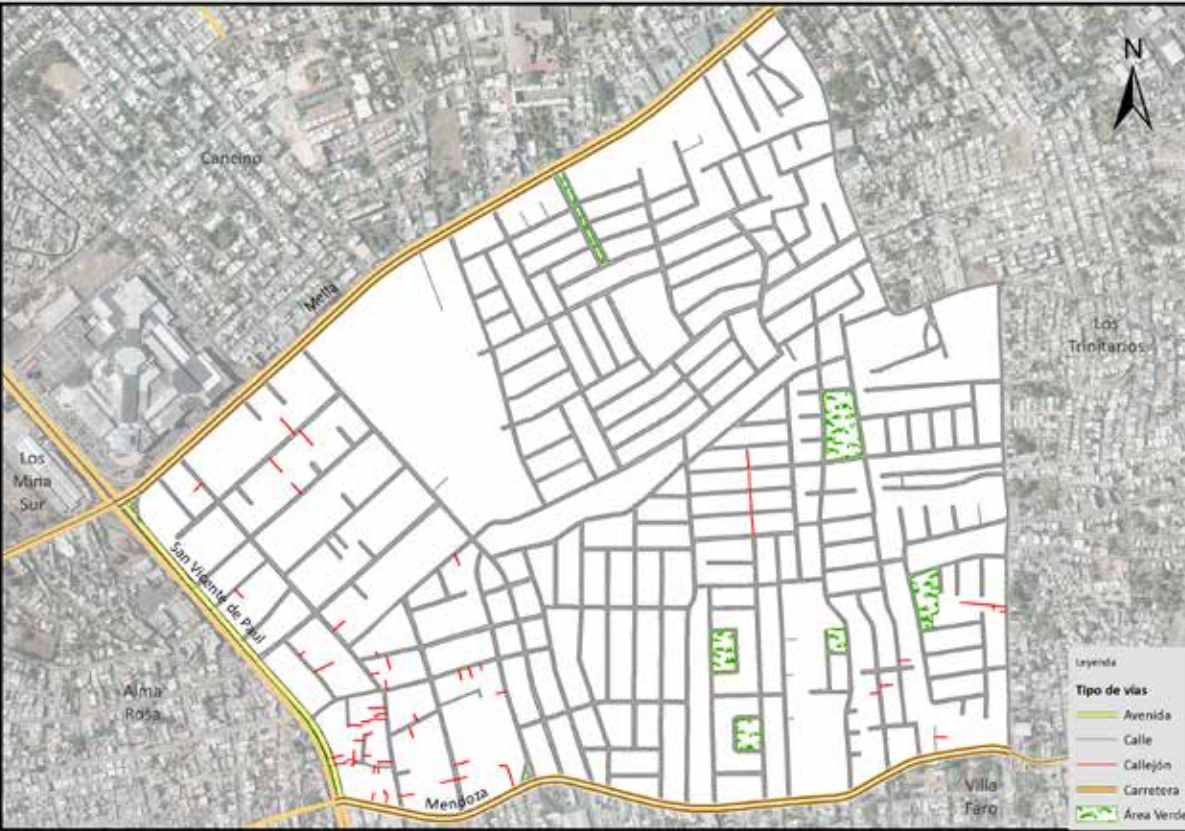 N
Cancino
Mella
Los
Trinitarios
Los
Mina
Sur
San Vicente de Paul
Alma
Rosa
Mendoza
Villa
Faro
Leyenda
Tipo de vías
Avenida
Calle
Callejón
Carretera
Área Verde